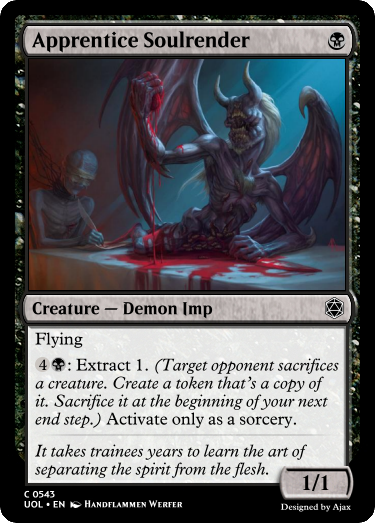 Apprentice Soulrender
Creature — Demon Imp
Flying
4: Extract 1. (Target opponent sacrifices
a creature. Create a token that's a copy of
it. Sacrifice it at the beginning of your next
end step.) Activate only as a sorcery.
It takes trainees years to learn the art of
separating the spirit from the flesh.
1/1
C 0543
UOL • EN HANDFLAMMEN WERFER
Designed by Ajax